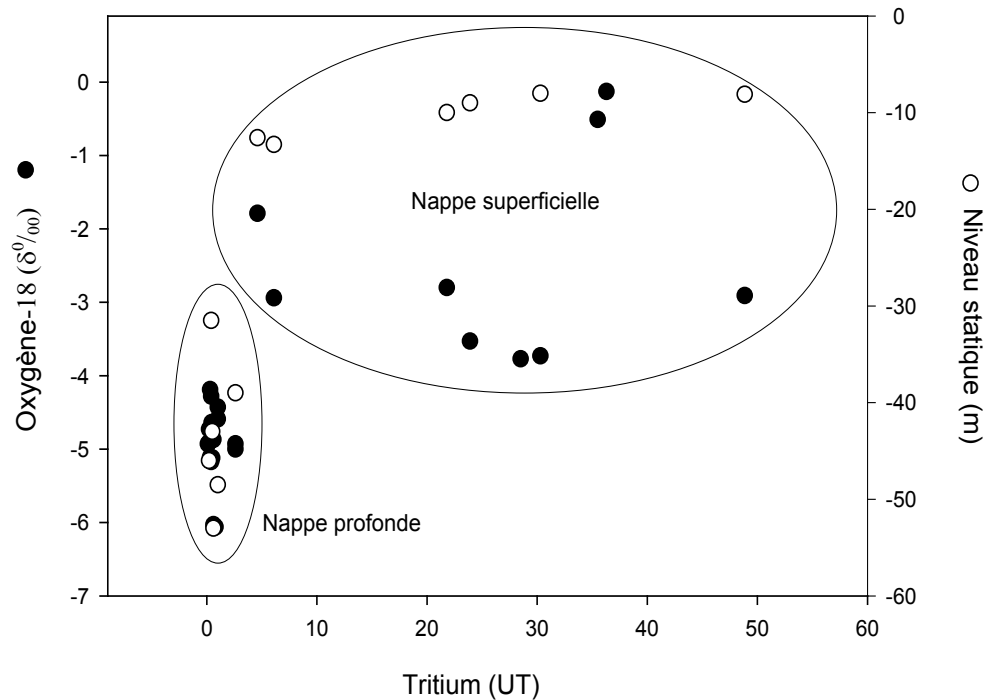 0
-1
-2
-3
-4
-5
-6
-7
Oxygène-18 (δ⁰/₀₀)
0
-10
-20
-30
-40
-50
-60
Niveau statique (m)
Nappe superficielle
Nappe profonde
0 10 20 30 40 50 60
Tritium (UT)